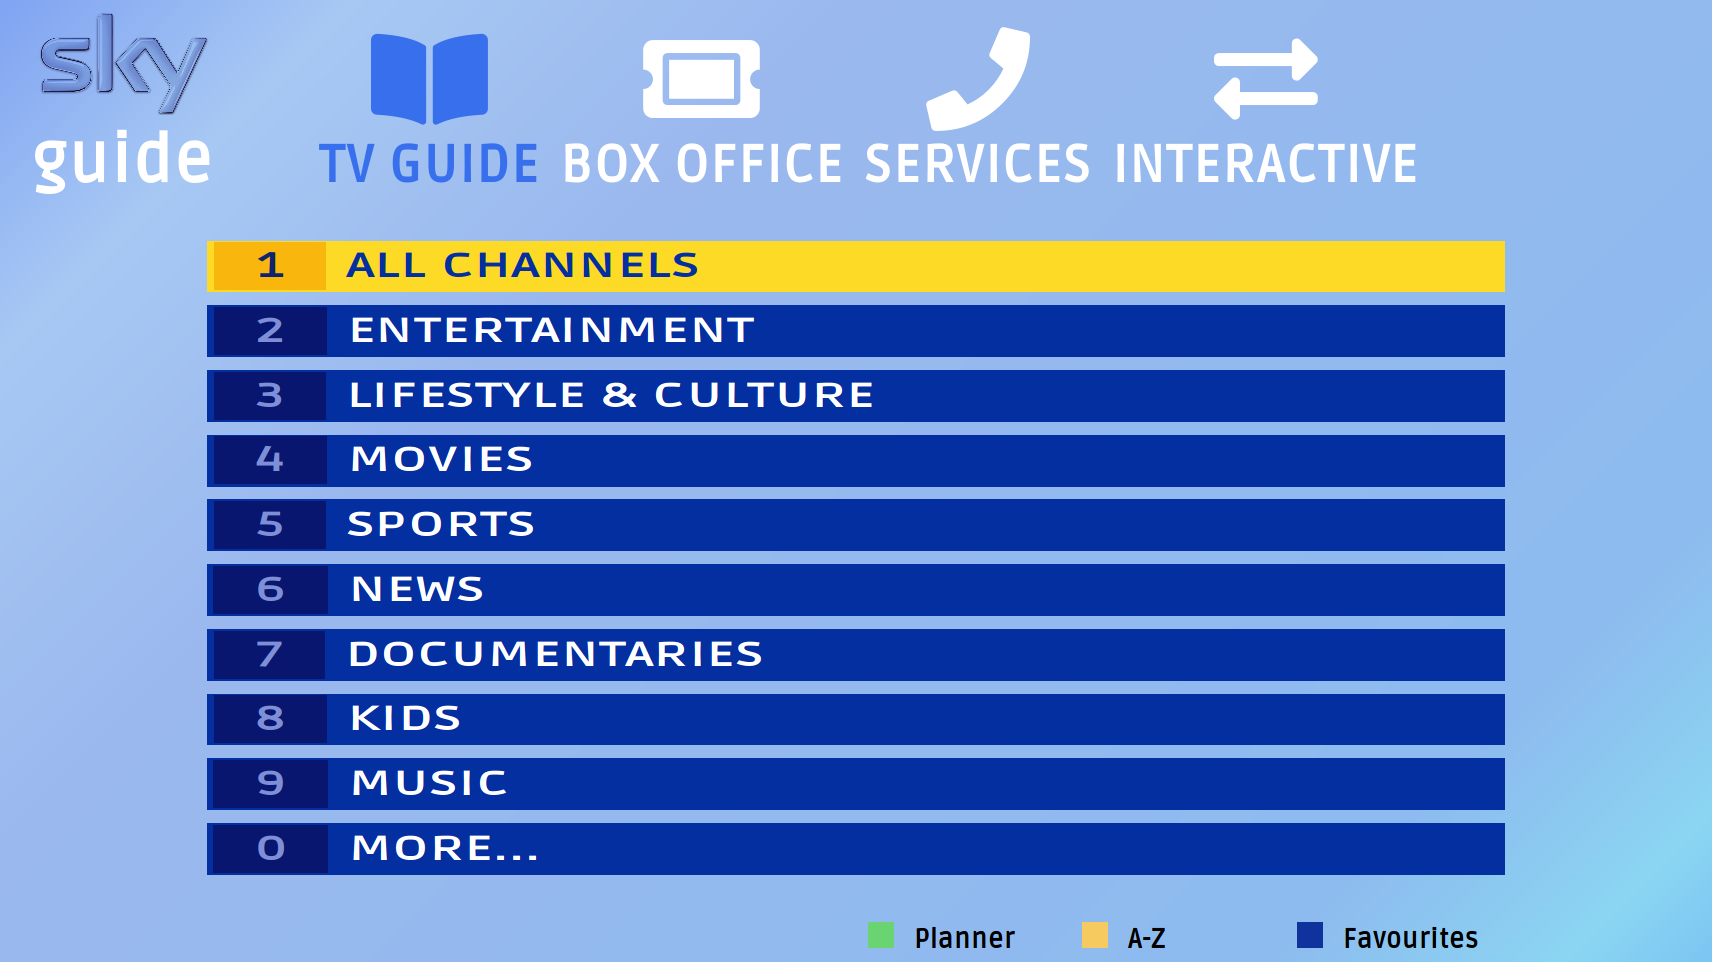 sky
guide
TV GUIDE BOX OFFICE SERVICES INTERACTIVE
1 ALL CHANNELS
2 ENTERTAINMENT
3 LIFESTYLE & CULTURE
4 MOVIES
5 SPORTS
6 NEWS
7 DOCUMENTARIES
8 KIDS
9 MUSIC
0 MORE...
Planner A-Z Favourites